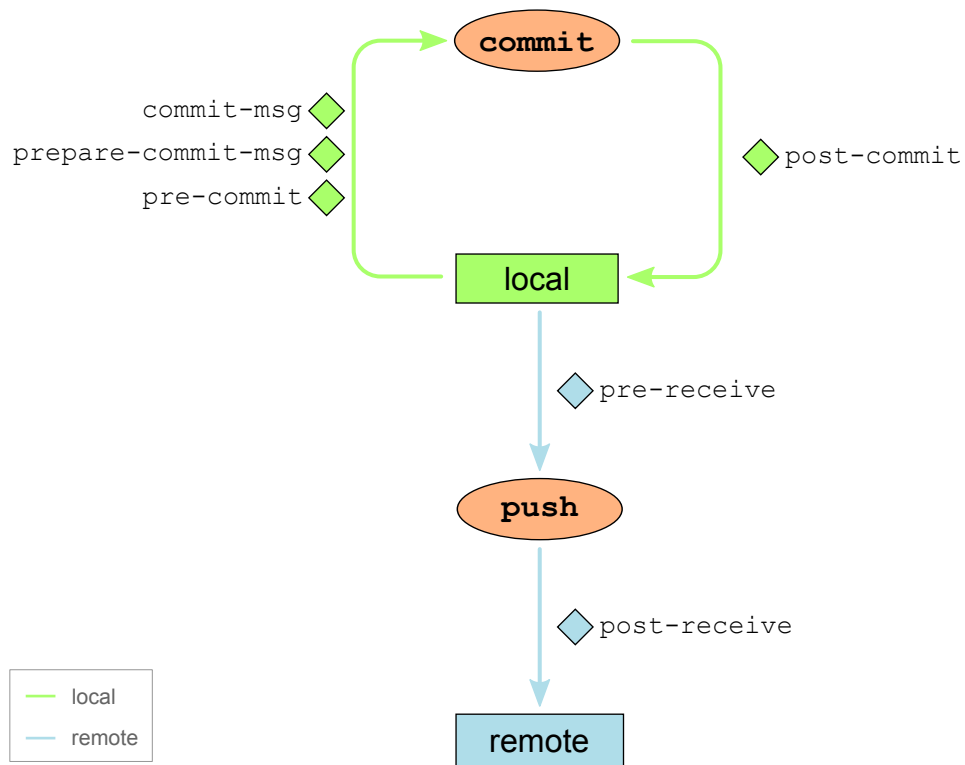 commit
commit-msg
prepare-commit-msg
pre-commit
post-commit
local
pre-receive
push
post-receive
remote
local
remote